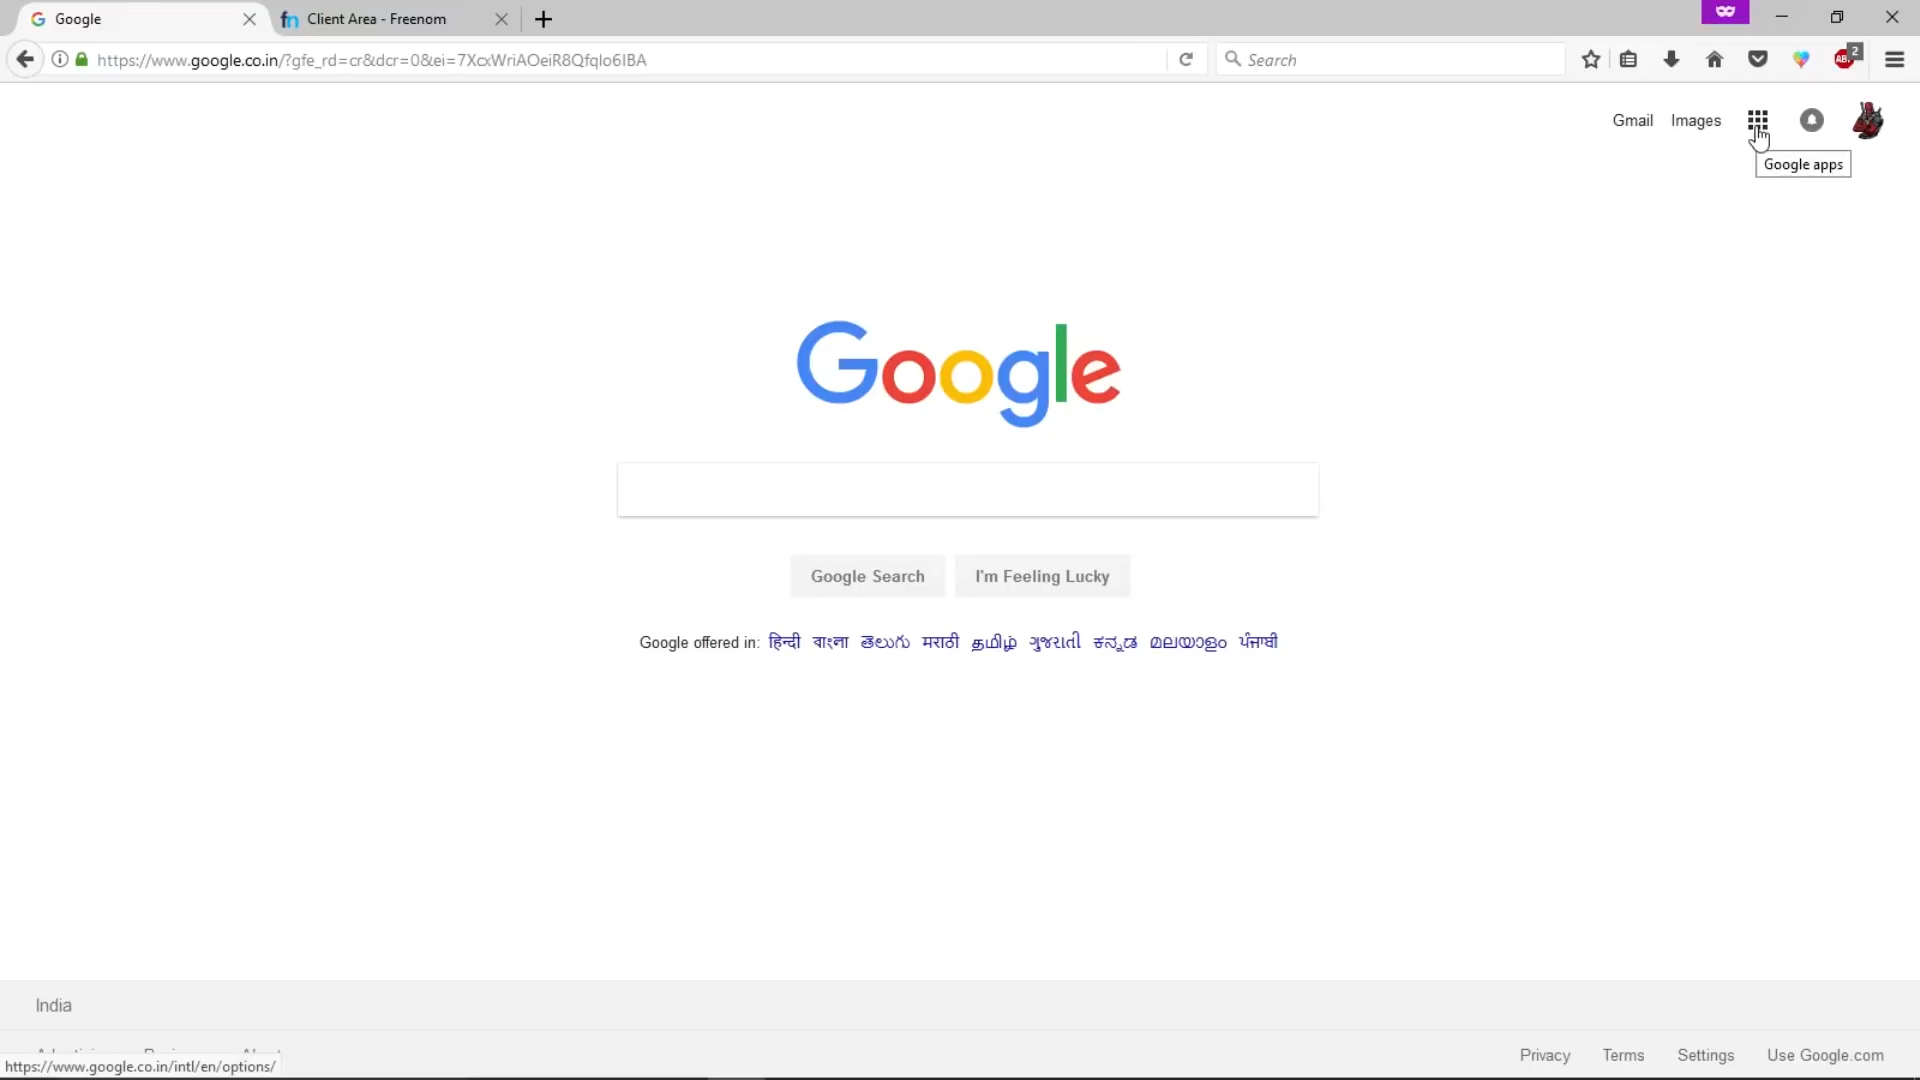 Google
Client Area - Freenom
https://www.google.co.in/?gfe_rd=cr&dcr=0&ei=7XcxWriAOeiR8Qfqlo6IBA
Search
ABP
2
Gmail Images
Google apps
Google
Google Search
I'm Feeling Lucky
Google offered in: हिन्दी বাংলা తెలుగు मराठी தமிழ் ગુજરાતી ಕನ್ನಡ മലയാളം ਪੰਜਾਬੀ
India
Privacy Terms Settings Use Google.com
https://www.google.co.in/intl/en/options/